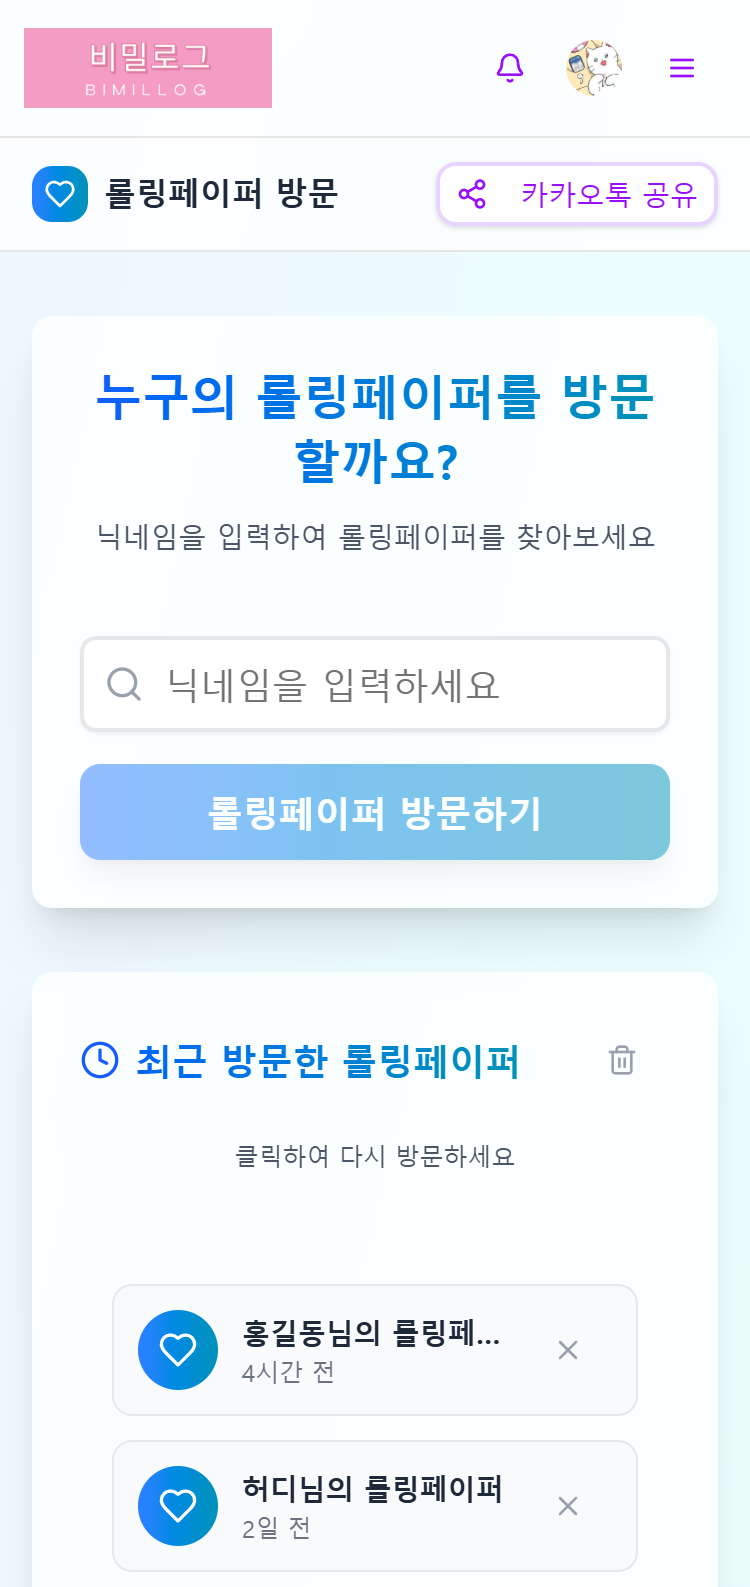 비밀로그
BIMILLOG
롤링페이퍼 방문
카카오톡 공유
누구의 롤링페이퍼를 방문
할까요?
닉네임을 입력하여 롤링페이퍼를 찾아보세요
닉네임을 입력하세요
롤링페이퍼 방문하기
최근 방문한 롤링페이퍼
클릭하여 다시 방문하세요
홍길동님의 롤링페...
4시간 전
허디님의 롤링페이퍼
2일 전